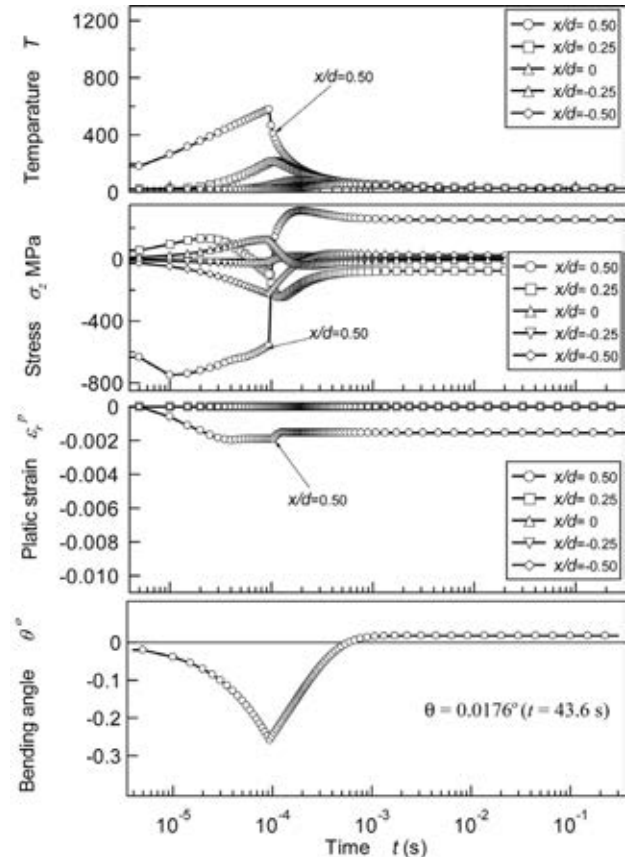 Temparature T
1200
800
400
0
x/d=0.50
x/d= 0.50
x/d= 0.25
x/d= 0
x/d=-0.25
x/d=-0.50
Stress σz MPa
0
-400
-800
x/d=0.50
x/d= 0.50
x/d= 0.25
x/d= 0
x/d=-0.25
x/d=-0.50
Platic strain εrp
0
-0.002
-0.004
-0.006
-0.008
-0.010
x/d=0.50
x/d= 0.50
x/d= 0.25
x/d= 0
x/d=-0.25
x/d=-0.50
Bending angle θ°
0
-0.1
-0.2
-0.3
θ = 0.0176° (t = 43.6 s)
10-5
10-4
10-3
10-2
10-1
Time t (s)